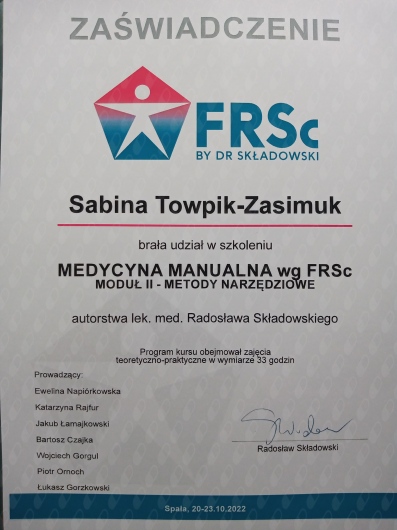 ZAŚWIADCZENIE
FRSc
BY DR SKŁADOWSKI
Sabina Towpik-Zasimuk
brała udział w szkoleniu
MEDYCYNA MANUALNA wg FRSc
MODUŁ II - METODY NARZĘDZIOWE
autorstwa lek. med. Radosława Składowskiego
Program kursu obejmował zajęcia
teoretyczno-praktyczne w wymiarze 33 godzin
Prowadzący:
Ewelina Napiórkowska
Katarzyna Rajfur
Jakub Łamajkowski
Bartosz Czajka
Wojciech Gorgul
Piotr Ornoch
Łukasz Gorzkowski
Radosław Składowski
Spała, 20-23.10.2022